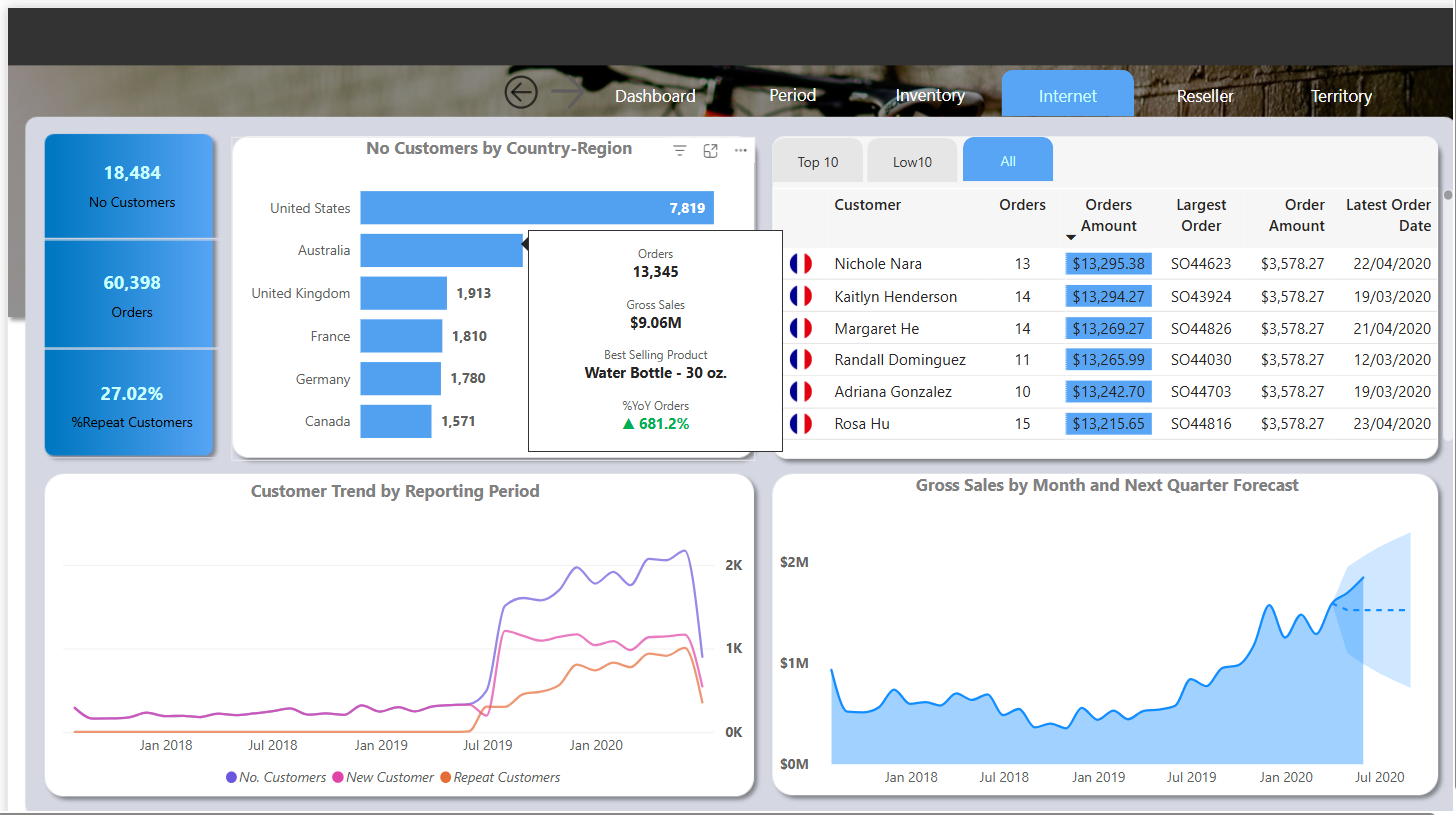 Dashboard
Period
Inventory
Internet
Reseller
Territory
18,484
No Customers
60,398
Orders
27.02%
%Repeat Customers
No Customers by Country-Region
United States 7,819
Australia
United Kingdom 1,913
France 1,810
Germany 1,780
Canada 1,571
Orders
13,345
Gross Sales
$9.06M
Best Selling Product
Water Bottle - 30 oz.
%YoY Orders
▲ 681.2%
Top 10
Low10
All
Customer Orders Orders Amount Largest Order Order Amount Latest Order Date
Nichole Nara 13 $13,295.38 SO44623 $3,578.27 22/04/2020
Kaitlyn Henderson 14 $13,294.27 SO43924 $3,578.27 19/03/2020
Margaret He 14 $13,269.27 SO44826 $3,578.27 21/04/2020
Randall Dominguez 11 $13,265.99 SO44030 $3,578.27 12/03/2020
Adriana Gonzalez 10 $13,242.70 SO44703 $3,578.27 19/03/2020
Rosa Hu 15 $13,215.65 SO44816 $3,578.27 23/04/2020
Customer Trend by Reporting Period
2K
1K
0K
Jan 2018 Jul 2018 Jan 2019 Jul 2019 Jan 2020
No. Customers New Customer Repeat Customers
Gross Sales by Month and Next Quarter Forecast
$2M
$1M
$0M
Jan 2018 Jul 2018 Jan 2019 Jul 2019 Jan 2020 Jul 2020